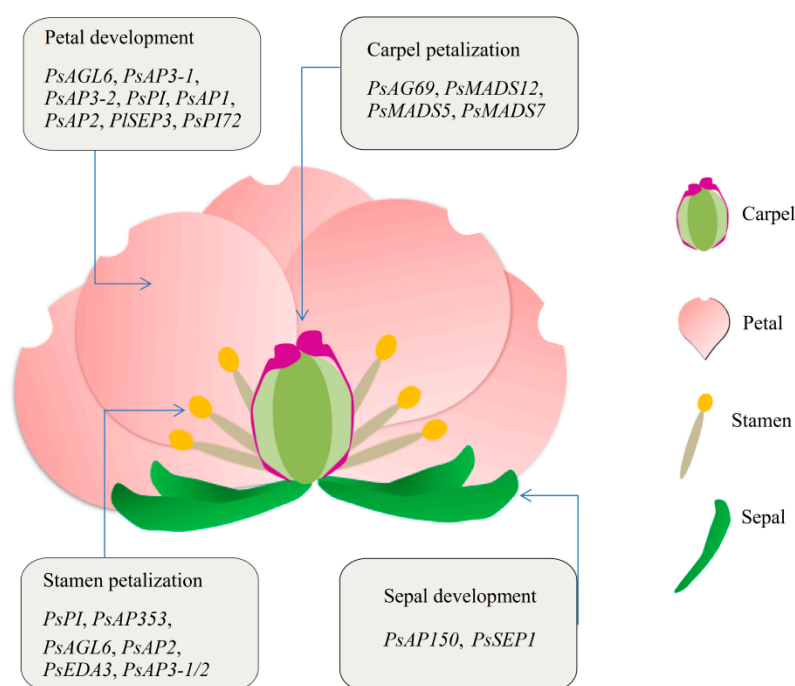 Petal development
PsAGL6, PsAP3-1,
PsAP3-2, PsPI, PsAP1,
PsAP2, PlSEP3, PsPI72
Carpel petalization
PsAG69, PsMADS12,
PsMADS5, PsMADS7
Carpel
Petal
Stamen
Sepal
Stamen petalization
PsPI, PsAP353,
PsAGL6, PsAP2,
PsEDA3, PsAP3-1/2
Sepal development
PsAP150, PsSEP1